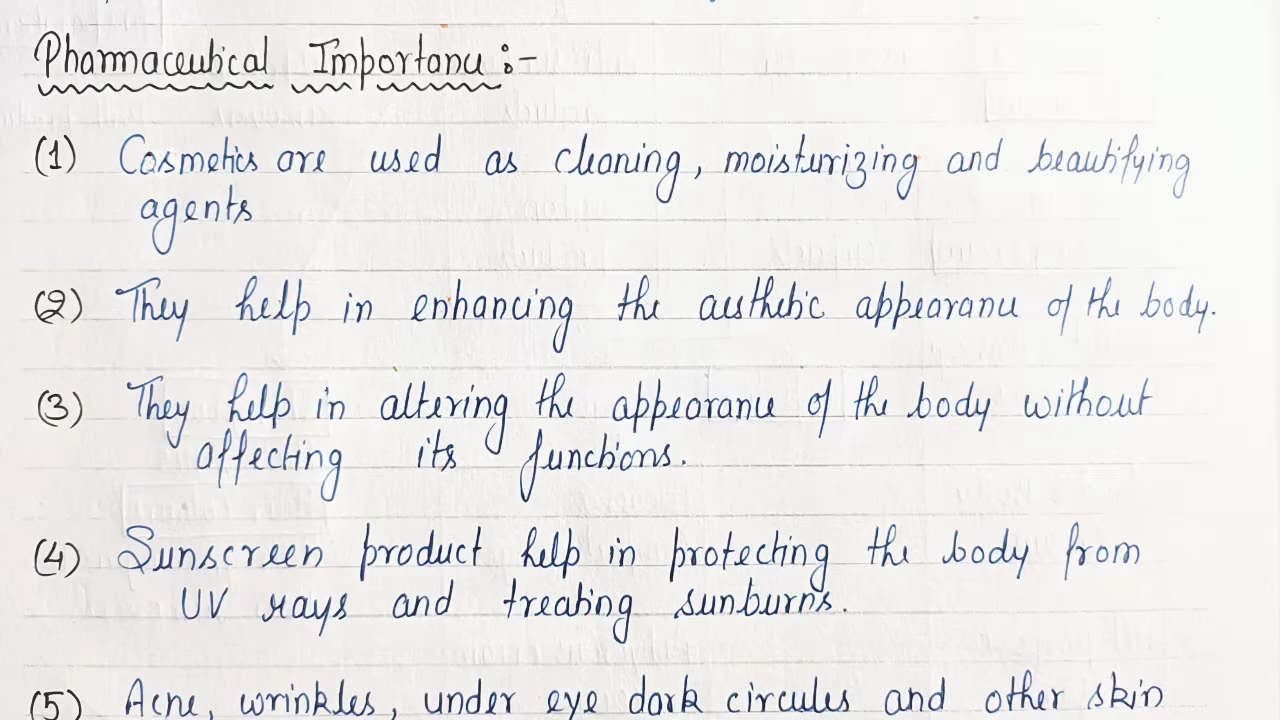 Pharmaceutical Importance :-
(1) Cosmetics are used as cleaning, moisturizing and beautifying
agents
(2) They help in enhancing the aesthetic appearance of the body.
(3) They help in altering the appearance of the body without
affecting its functions.
(4) Sunscreen product help in protecting the body from
UV rays and treating sunburns.
(5) Acne, wrinkles, under eye dark circules and other skin